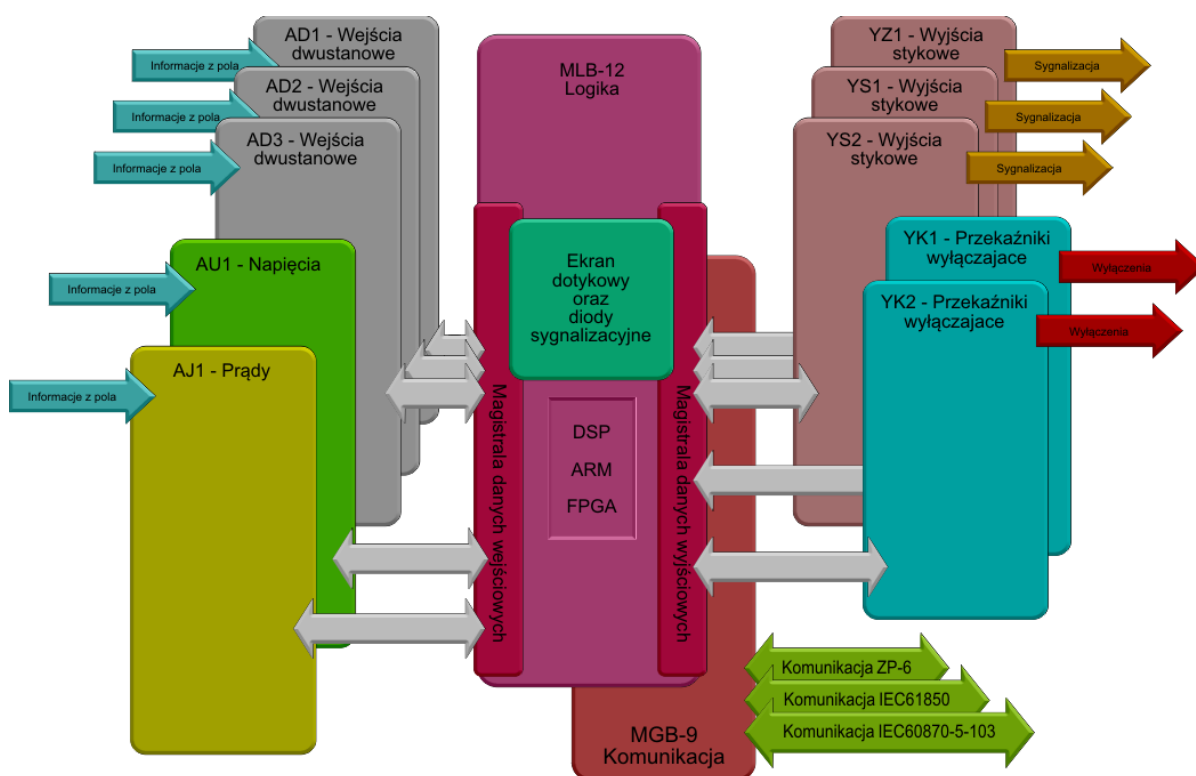 AD1 - Wejścia
dwustanowe
Informacje z pola
AD2 - Wejścia
dwustanowe
Informacje z pola
AD3 - Wejścia
dwustanowe
Informacje z pola
AU1 - Napięcia
Informacje z pola
AJ1 - Prądy
Informacje z pola
MLB-12
Logika
Ekran
dotykowy
oraz
diody
sygnalizacyjne
Magistrala danych wejściowych
DSP
ARM
FPGA
Magistrala danych wyjściowych
YZ1 - Wyjścia
stykowe
Sygnalizacja
YS1 - Wyjścia
stykowe
Sygnalizacja
YS2 - Wyjścia
stykowe
Sygnalizacja
YK1 - Przekaźniki
wyłączajace
Wyłączenia
YK2 - Przekaźniki
wyłączajace
Wyłączenia
Komunikacja ZP-6
Komunikacja IEC61850
Komunikacja IEC60870-5-103
MGB-9
Komunikacja